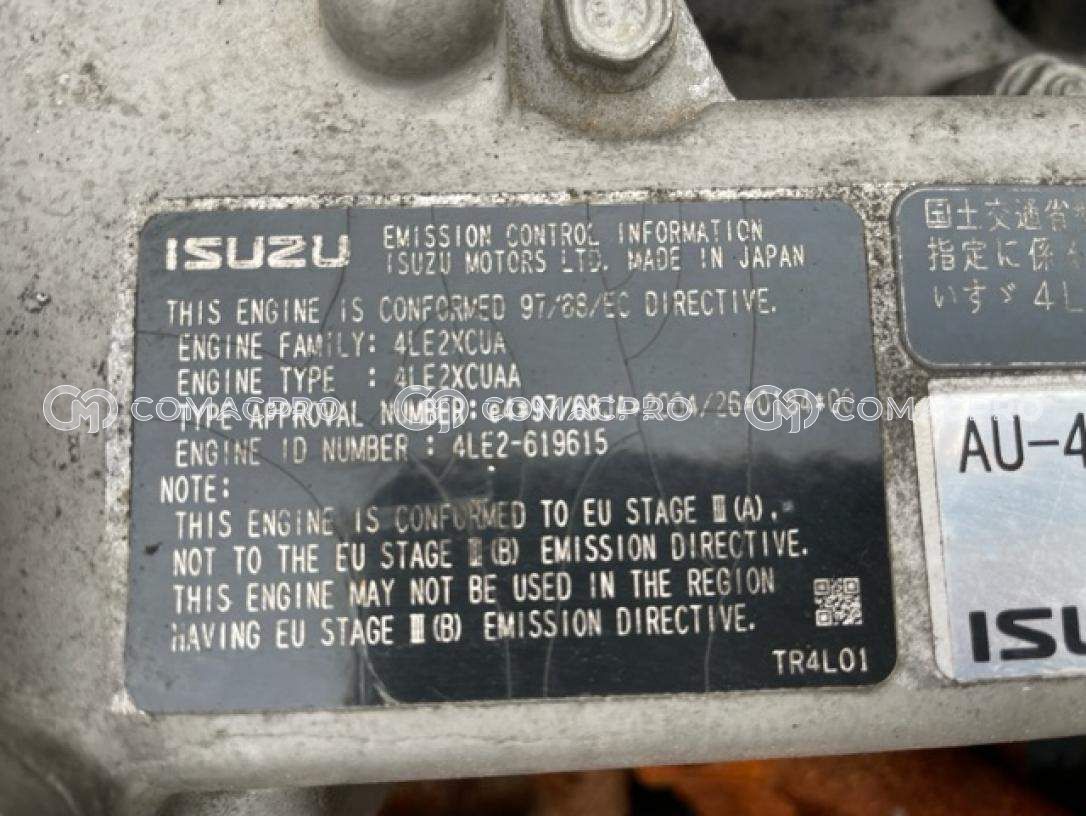 ISUZU EMISSION CONTROL INFORMATION
ISUZU MOTORS LTD. MADE IN JAPAN
THIS ENGINE IS CONFORMED 97/68/EC DIRECTIVE.
ENGINE FAMILY: 4LE2XCUA
ENGINE TYPE : 4LE2XCUAA
TYPE APPROVAL NUMBER:
ENGINE ID NUMBER : 4LE2-619615
NOTE:
THIS ENGINE IS CONFORMED TO EU STAGE Ⅲ(A).
NOT TO THE EU STAGE Ⅲ(B) EMISSION DIRECTIVE.
THIS ENGINE MAY NOT BE USED IN THE REGION
HAVING EU STAGE Ⅲ(B) EMISSION DIRECTIVE.
TR4L01
国土交通省
指定に係
いすゞ4L
AU-4
ISU
COMACPRO COMACPRO COMACPRO COMACPRO